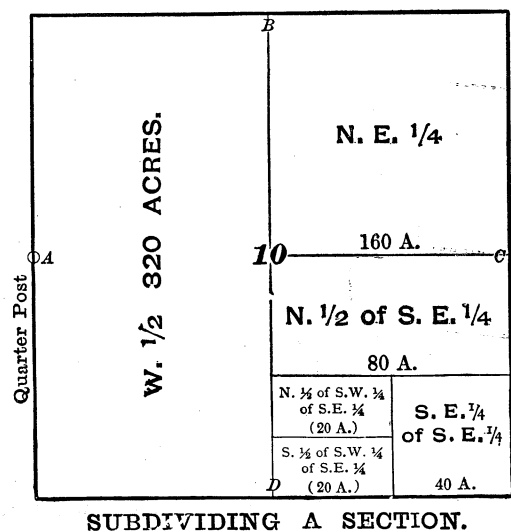 B
W. 1/2 320 ACRES.
N. E. 1/4
160 A.
A
10
C
Quarter Post
N. 1/2 of S. E. 1/4
80 A.
N. ½ of S.W. ¼
of S.E. ¼
(20 A.)
S. ½ of S.W. ¼
of S.E. ¼
(20 A.)
S. E. 1/4
of S. E. 1/4
40 A.
D
SUBDIVIDING A SECTION.